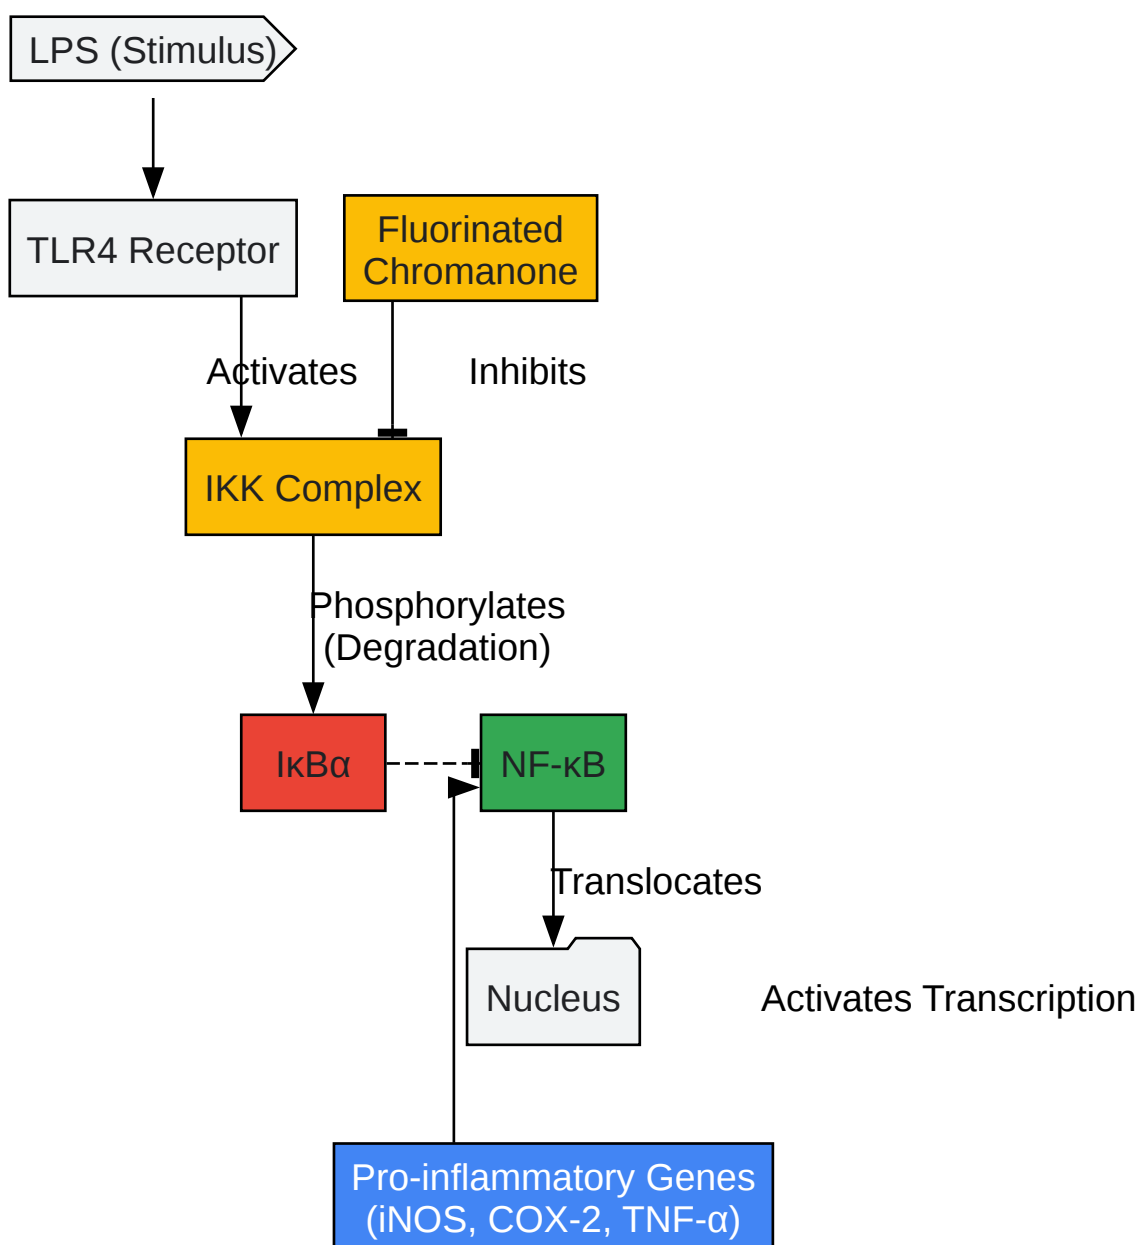 LPS (Stimulus)
TLR4 Receptor
Fluorinated
Chromanone
Activates
Inhibits
IKK Complex
Phosphorylates
(Degradation)
IκBα
NF-κB
Translocates
Nucleus
Activates Transcription
Pro-inflammatory Genes
(iNOS, COX-2, TNF-α)